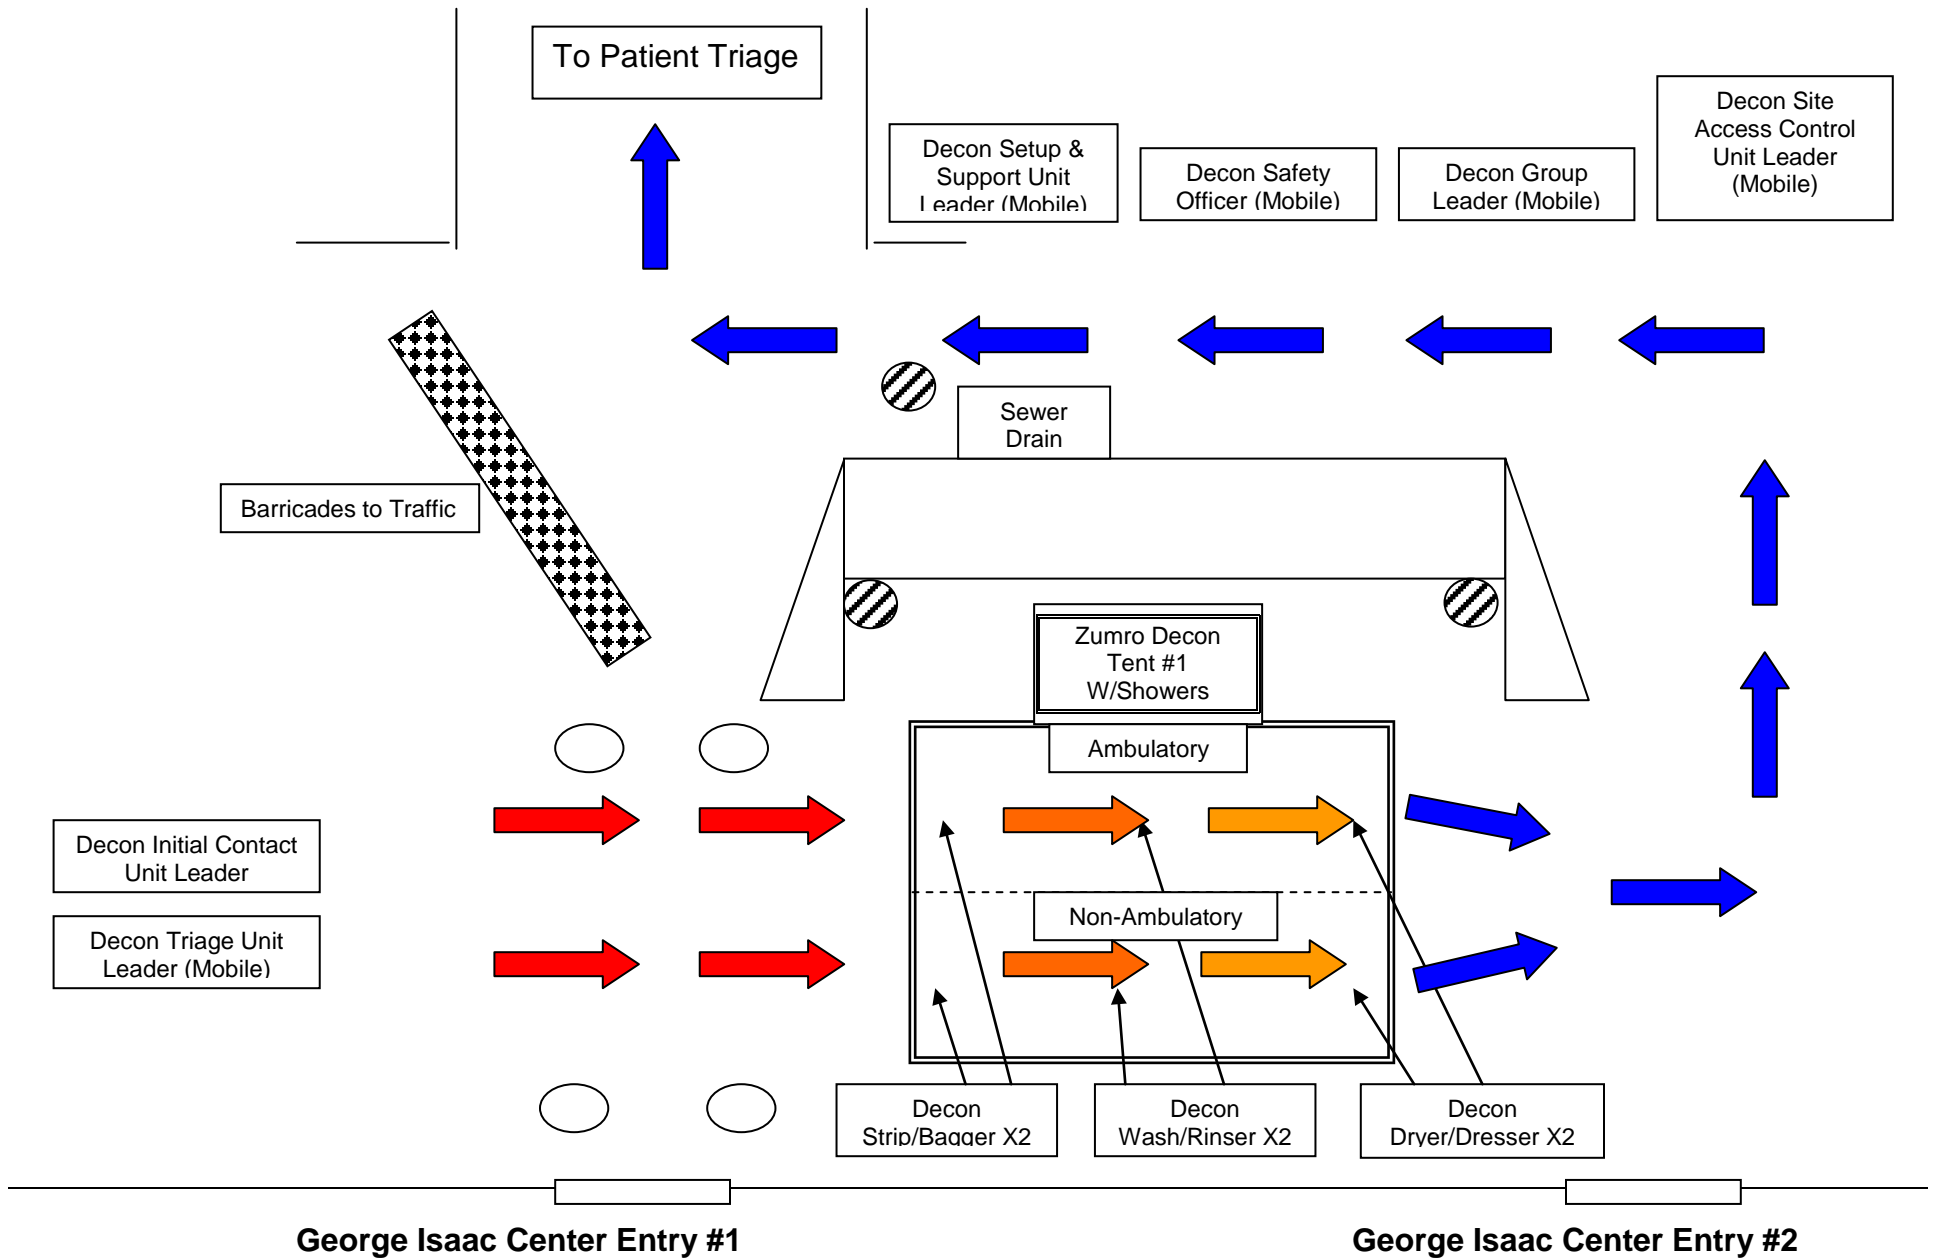 To Patient Triage
Decon Setup &
Support Unit
Leader (Mobile)
Decon Safety
Officer (Mobile)
Decon Group
Leader (Mobile)
Decon Site
Access Control
Unit Leader
(Mobile)
Sewer
Drain
Barricades to Traffic
Zumro Decon
Tent #1
W/Showers
Ambulatory
Decon Initial Contact
Unit Leader
Non-Ambulatory
Decon Triage Unit
Leader (Mobile)
Decon
Strip/Bagger X2
Decon
Wash/Rinser X2
Decon
Dryer/Dresser X2
George Isaac Center Entry #1
George Isaac Center Entry #2